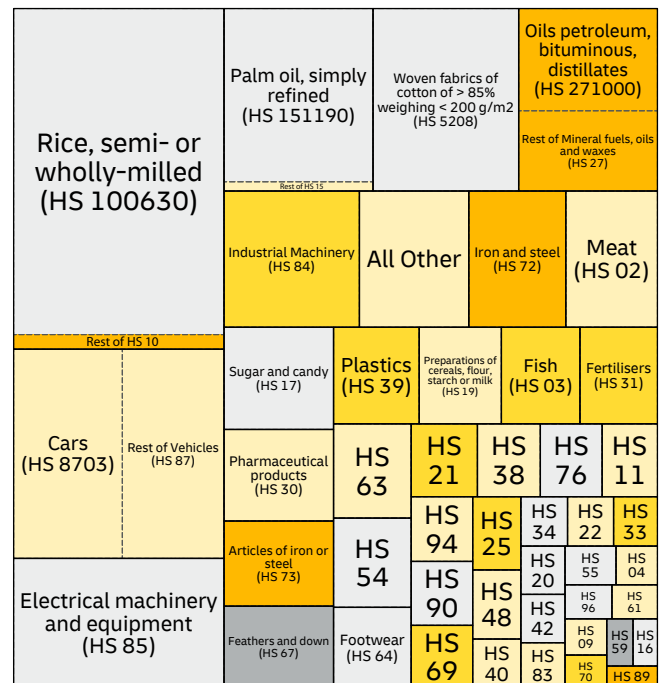 Rice, semi- or
wholly-milled
(HS 100630)
Rest of HS 10
Cars
(HS 8703)
Rest of Vehicles
(HS 87)
Electrical machinery
and equipment
(HS 85)
Palm oil, simply
refined
(HS 151190)
Rest of HS 15
Woven fabrics of
cotton of > 85%
weighing < 200 g/m2
(HS 5208)
Oils petroleum,
bituminous,
distillates
(HS 271000)
Rest of Mineral fuels, oils
and waxes
(HS 27)
Industrial Machinery
(HS 84)
All Other
Iron and steel
(HS 72)
Meat
(HS 02)
Sugar and candy
(HS 17)
Plastics
(HS 39)
Preparations of
cereals, flour,
starch or milk
(HS 19)
Fish
(HS 03)
Fertilisers
(HS 31)
Pharmaceutical
products
(HS 30)
Articles of iron or
steel
(HS 73)
Feathers and down
(HS 67)
HS
63
HS
54
Footwear
(HS 64)
HS
21
HS
38
HS
76
HS
11
HS
94
HS
90
HS
69
HS
25
HS
48
HS
40
HS
34
HS
20
HS
42
HS
83
HS
22
HS
33
HS
55
HS
04
HS
96
HS
61
HS
09
HS
70
HS
59
HS
16
HS 89